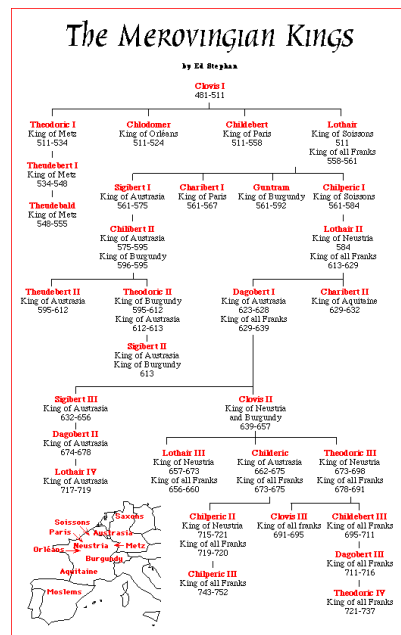 The Merovingian Kings
by Ed Stephan
Clovis I
481-511
Theodoric I
King of Metz
511-534
Theudebert I
King of Metz
534-548
Theudebald
King of Metz
548-555
Chlodomer
King of Orléans
511-524
Childebert
King of Paris
511-558
Lothair
King of Soissons
511
King of all Franks
558-561
Sigibert I
King of Austrasia
561-575
Chilibert II
575-595
King of Burgundy
596-595
Charibert I
King of Paris
561-567
Guntram
King of Burgundy
561-592
Chilperic I
King of Soissons
561-584
Lothair II
King of Neustria
584
King of all Franks
613-629
Theudebert II
King of Austrasia
595-612
Theodoric II
King of Burgundy
595-612
King of Austrasia
612-613
Sigibert II
King of Austrasia
King of Burgundy
613
Dagobert I
King of Austrasia
623-628
King of all Franks
629-639
Charibert II
King of Aquitaine
629-632
Sigibert III
King of Austrasia
632-656
Dagobert II
King of Austrasia
674-678
Lothair IV
King of Austrasia
717-719
Clovis II
King of Neustria
and Burgundy
639-657
Lothair III
King of Neustria
657-673
King of all Franks
656-660
Childeric
King of Austrasia
662-675
King of all Franks
673-675
Theodoric III
King of Neustria
673-698
King of all Franks
678-691
Chilperic II
King of Neustria
715-721
King of all Franks
719-720
Chilperic III
King of all Franks
743-752
Clovis III
King of all franks
691-695
Childebert III
King of all Franks
695-711
Dagobert III
King of all Franks
711-716
Theodoric IV
King of all Franks
721-737
Saxons
Soissons
Paris
Austrasia
Neustria
Metz
Orléans
Burgundy
Aquitaine
Moslems